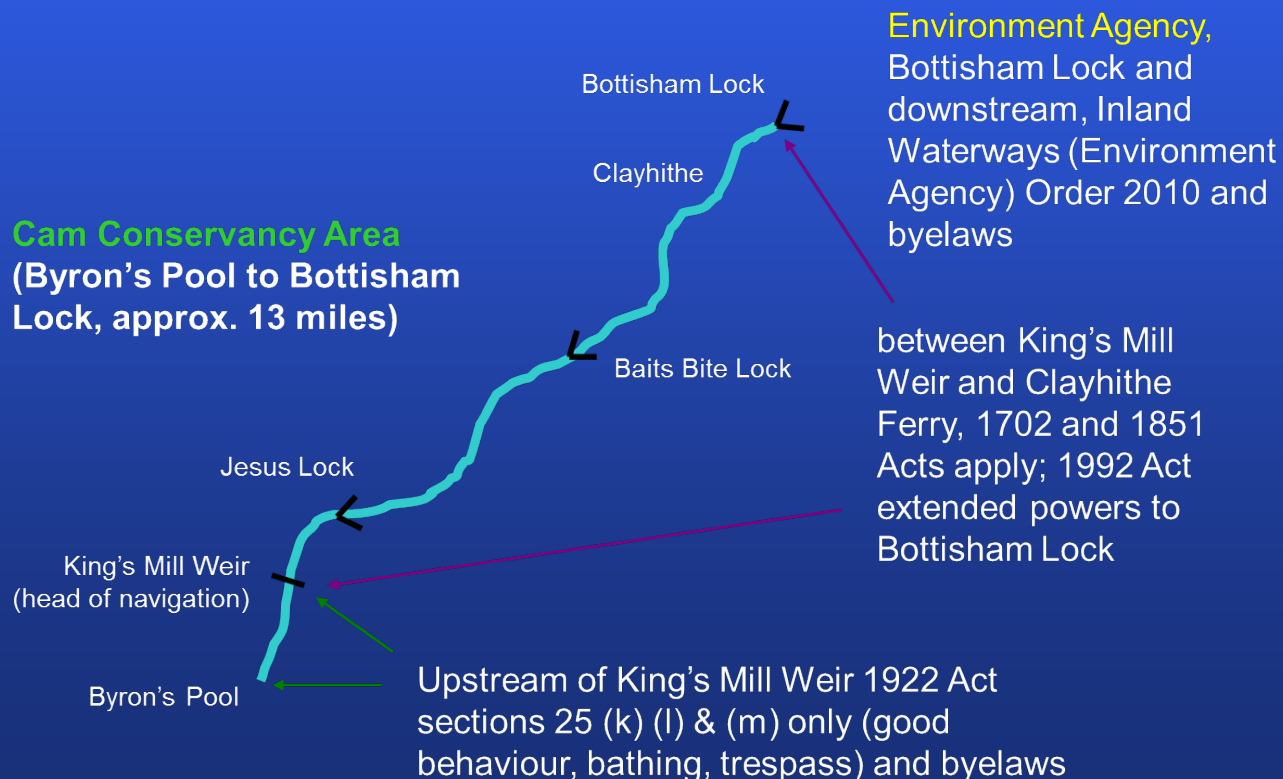 Environment Agency,
Bottisham Lock and
downstream, Inland
Waterways (Environment
Agency) Order 2010 and
byelaws
Bottisham Lock
Clayhithe
Cam Conservancy Area
(Byron’s Pool to Bottisham
Lock, approx. 13 miles)
between King’s Mill
Weir and Clayhithe
Ferry, 1702 and 1851
Acts apply; 1992 Act
extended powers to
Bottisham Lock
Baits Bite Lock
Jesus Lock
King’s Mill Weir
(head of navigation)
Byron’s Pool
Upstream of King’s Mill Weir 1922 Act
sections 25 (k) (l) & (m) only (good
behaviour, bathing, trespass) and byelaws